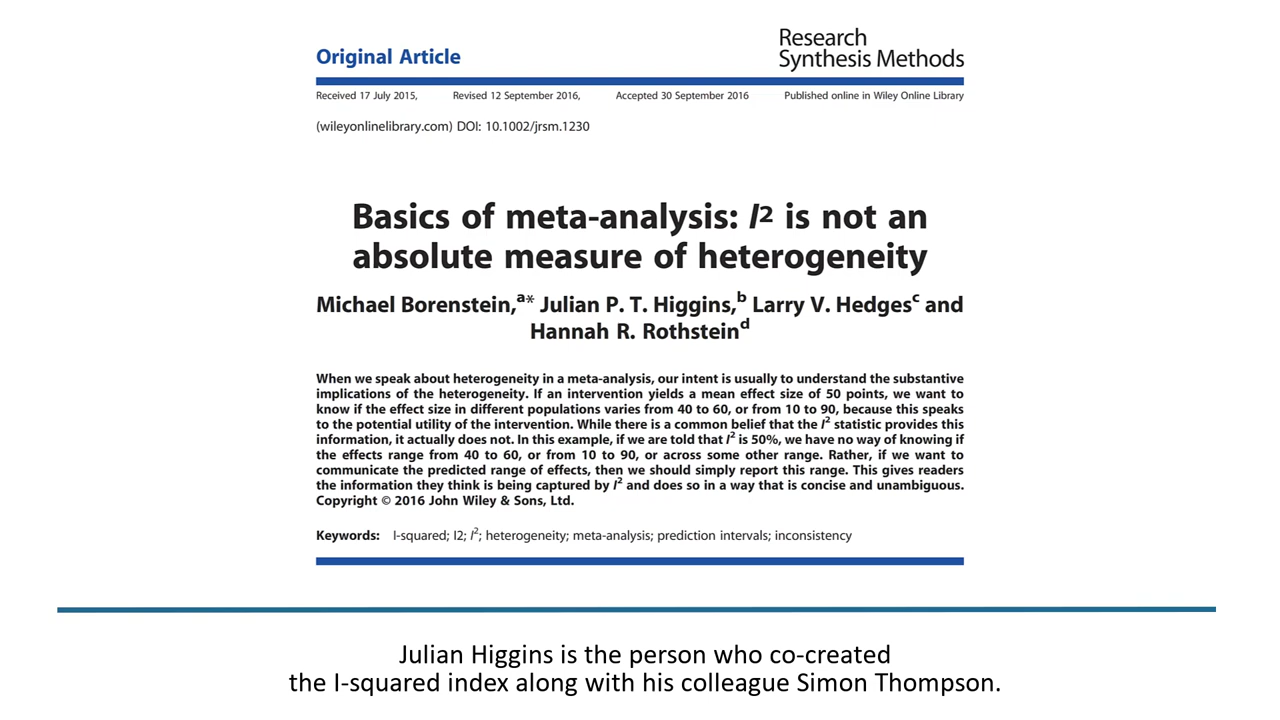 Original Article
Research
Synthesis Methods
Received 17 July 2015, Revised 12 September 2016, Accepted 30 September 2016 Published online in Wiley Online Library
(wileyonlinelibrary.com) DOI: 10.1002/jrsm.1230
Basics of meta-analysis: I2 is not an
absolute measure of heterogeneity
Michael Borenstein,a* Julian P. T. Higgins,b Larry V. Hedgesc and
Hannah R. Rothsteind
When we speak about heterogeneity in a meta-analysis, our intent is usually to understand the substantive
implications of the heterogeneity. If an intervention yields a mean effect size of 50 points, we want to
know if the effect size in different populations varies from 40 to 60, or from 10 to 90, because this speaks
to the potential utility of the intervention. While there is a common belief that the I2 statistic provides this
information, it actually does not. In this example, if we are told that I2 is 50%, we have no way of knowing if
the effects range from 40 to 60, or from 10 to 90, or across some other range. Rather, if we want to
communicate the predicted range of effects, then we should simply report this range. This gives readers
the information they think is being captured by I2 and does so in a way that is concise and unambiguous.
Copyright © 2016 John Wiley & Sons, Ltd.
Keywords: I-squared; I2; I2; heterogeneity; meta-analysis; prediction intervals; inconsistency
Julian Higgins is the person who co-created
the I-squared index along with his colleague Simon Thompson.